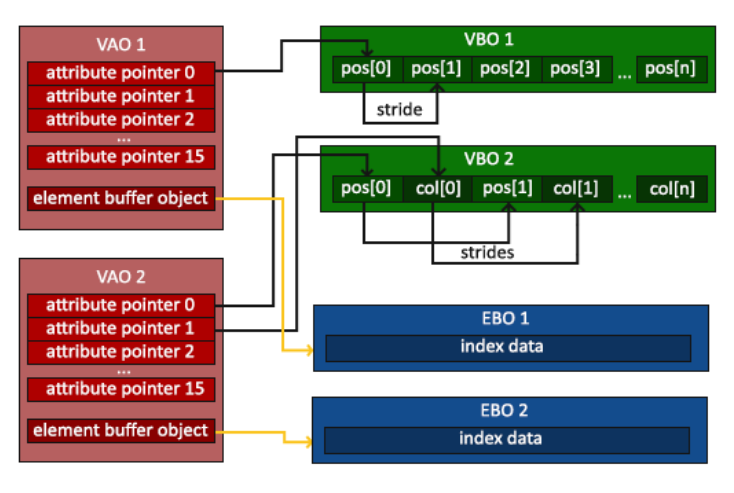 VAO 1
attribute pointer 0
attribute pointer 1
attribute pointer 2
...
attribute pointer 15
element buffer object
VBO 1
pos[0] pos[1] pos[2] pos[3] ... pos[n]
stride
VBO 2
pos[0] col[0] pos[1] col[1] ... col[n]
strides
VAO 2
attribute pointer 0
attribute pointer 1
attribute pointer 2
...
attribute pointer 15
element buffer object
EBO 1
index data
EBO 2
index data